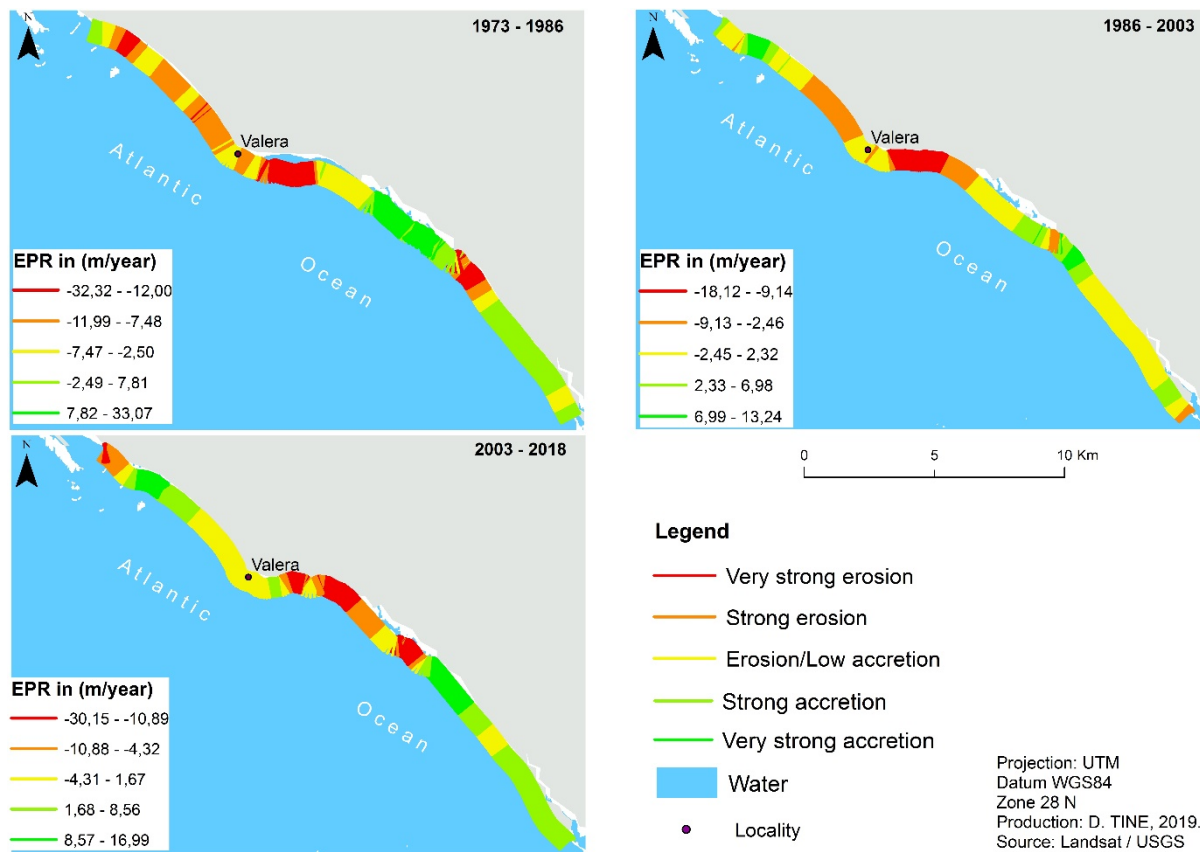 N
1973 - 1986
Valera
Atlantic
Ocean
EPR in (m/year)
-32,32 - -12,00
-11,99 - -7,48
-7,47 - -2,50
-2,49 - 7,81
7,82 - 33,07
N
1986 - 2003
Valera
Atlantic
Ocean
EPR in (m/year)
-18,12 - -9,14
-9,13 - -2,46
-2,45 - 2,32
2,33 - 6,98
6,99 - 13,24
N
2003 - 2018
Valera
Atlantic
Ocean
EPR in (m/year)
-30,15 - -10,89
-10,88 - -4,32
-4,31 - 1,67
1,68 - 8,56
8,57 - 16,99
0 5 10 Km
Legend
Very strong erosion
Strong erosion
Erosion/Low accretion
Strong accretion
Very strong accretion
Water
Locality
Projection: UTM
Datum WGS84
Zone 28 N
Production: D. TINE, 2019.
Source: Landsat / USGS